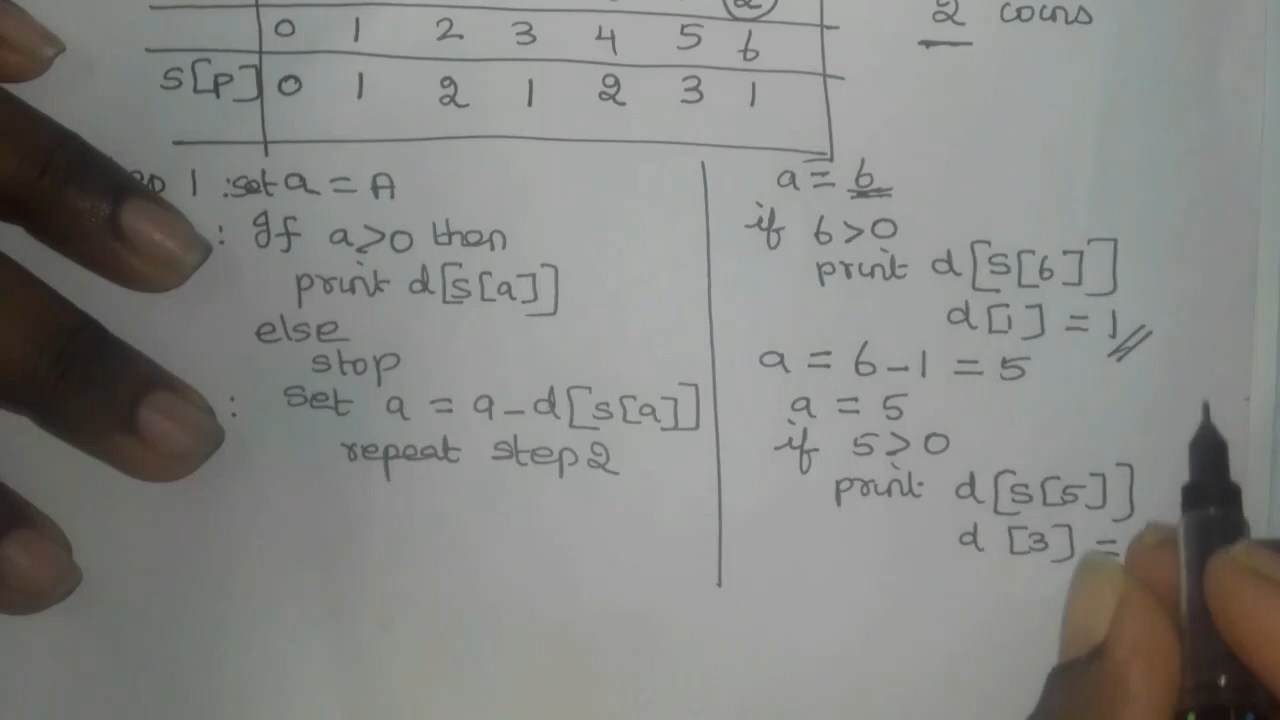 2 coins
0 1 2 3 4 5 6
S[p] 0 1 2 1 2 3 1
1 : set a = A
: If a>0 then
print d[s[a]]
else
stop
: set a = a - d[s[a]]
repeat step 2
a = 6
if 6>0
print d[s[6]]
d[1] = 1
a = 6 - 1 = 5
a = 5
if 5>0
print d[s[5]]
d [3] =